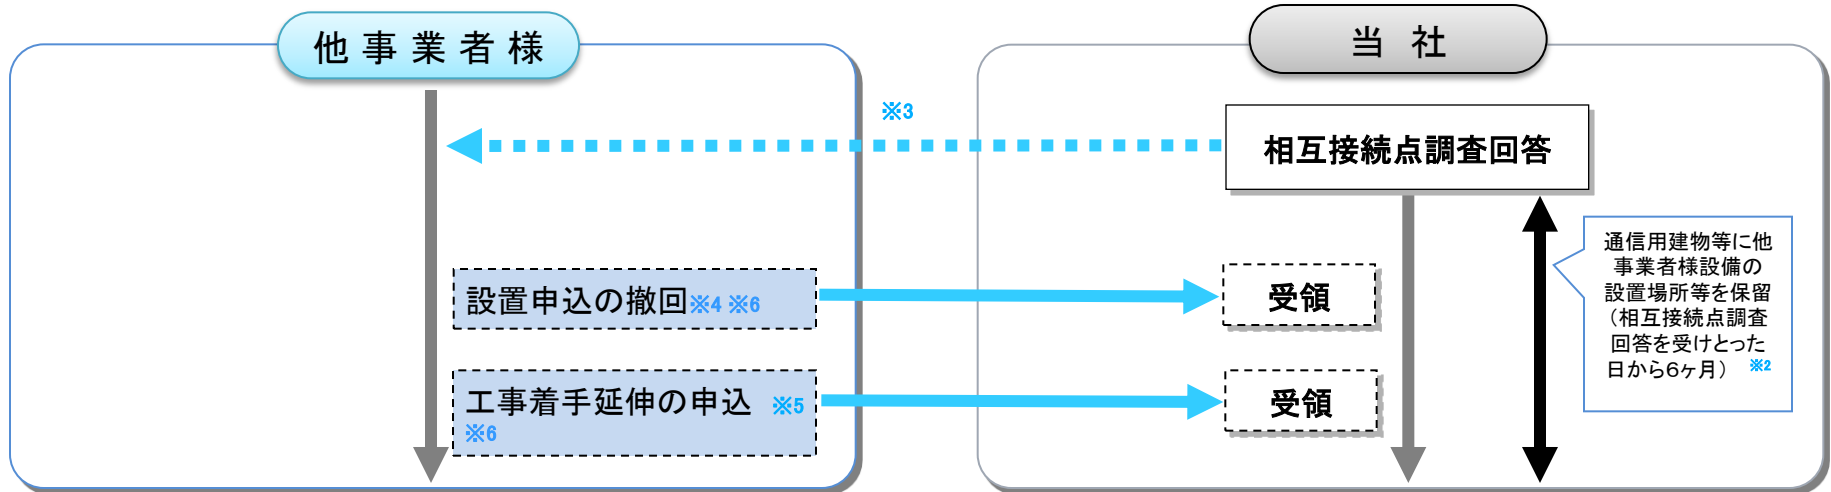 他事業者様
当 社
※3
相互接続点調査回答
通信用建物等に他
事業者様設備の
設置場所等を保留
（相互接続点調査
回答を受けとった
日から6ヶ月） ※2
設置申込の撤回※4 ※6
受領
工事着手延伸の申込 ※5
※6
受領